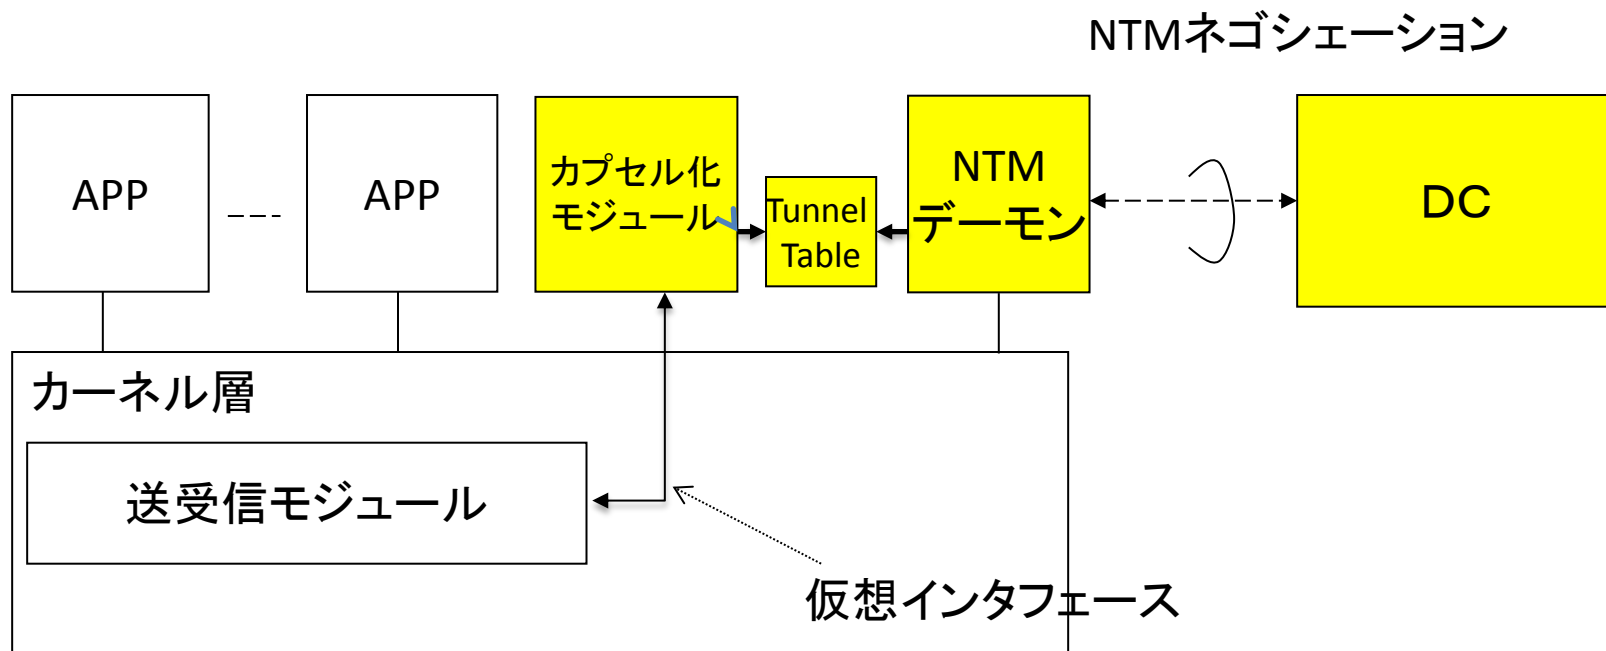 NTMネゴシェーション
APP
APP
カプセル化
モジュール
Tunnel
Table
NTM
デーモン
DC
カーネル層
送受信モジュール
仮想インタフェース